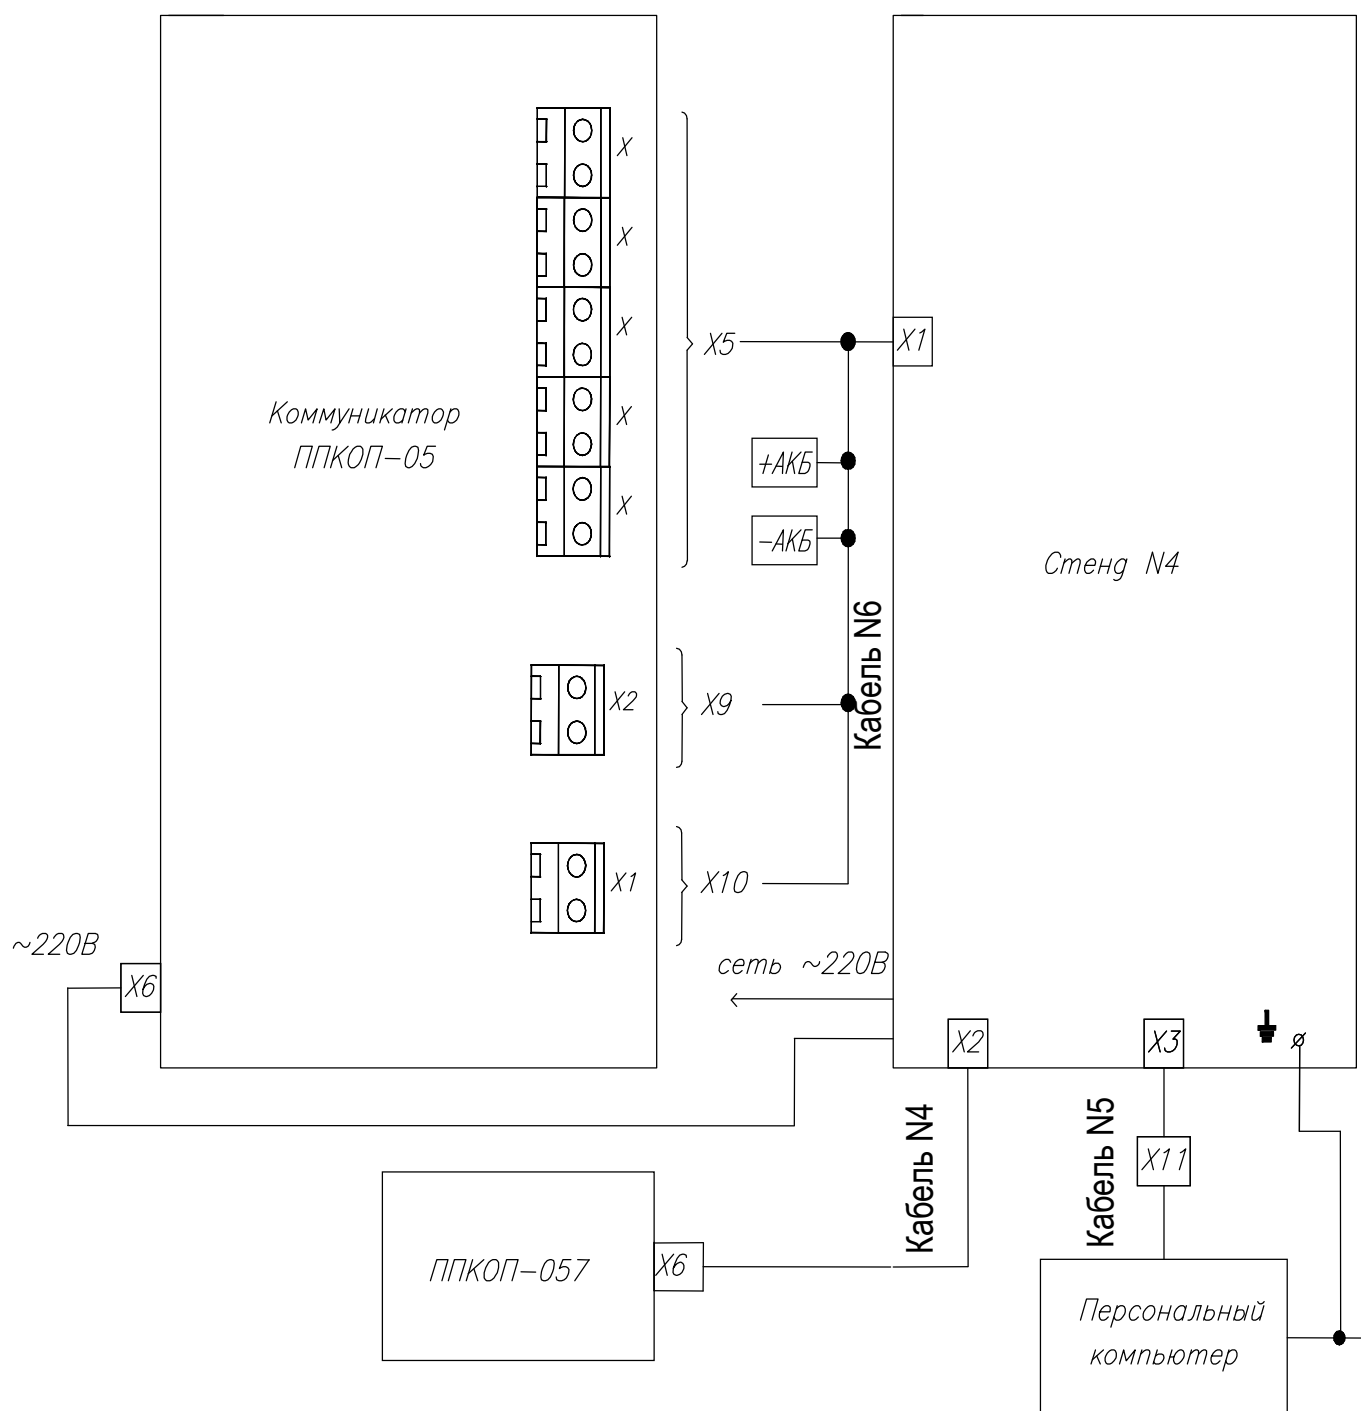 X
X
X
X5
X1
Коммуникатор
ППКОП-05
X
+АКБ
X
-АКБ
Стенд N4
Кабель N6
X2
X9
X1
X10
~220В
сеть ~220В
X6
X2
X3
Кабель N4
Кабель N5
X11
ППКОП-057
X6
Персональный
компьютер